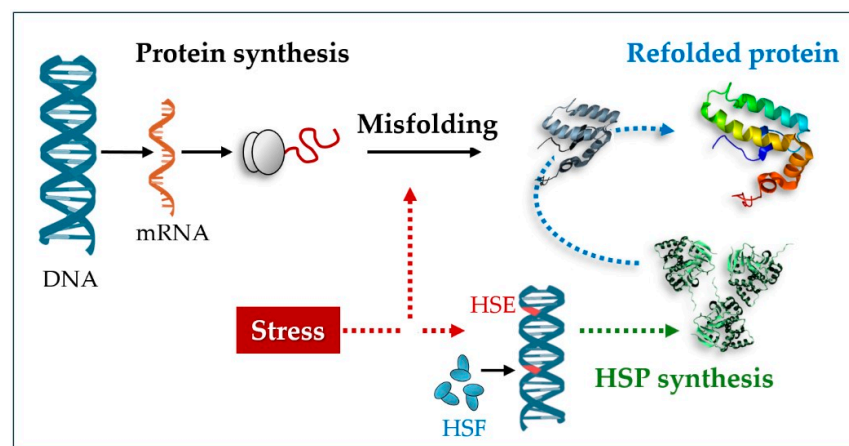 Protein synthesis
Refolded protein
Misfolding
mRNA
DNA
HSE
Stress
HSP synthesis
HSF